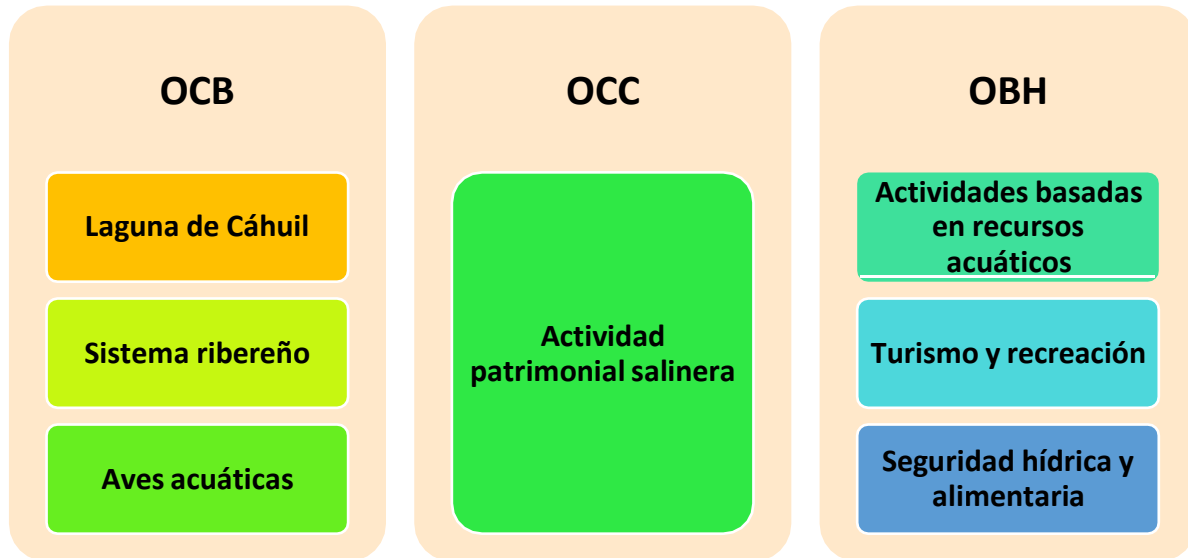 OCB
Laguna de Cáhuil
Sistema ribereño
Aves acuáticas
OCC
Actividad
patrimonial salinera
OBH
Actividades basadas
en recursos
acuáticos
Turismo y recreación
Seguridad hídrica y
alimentaria